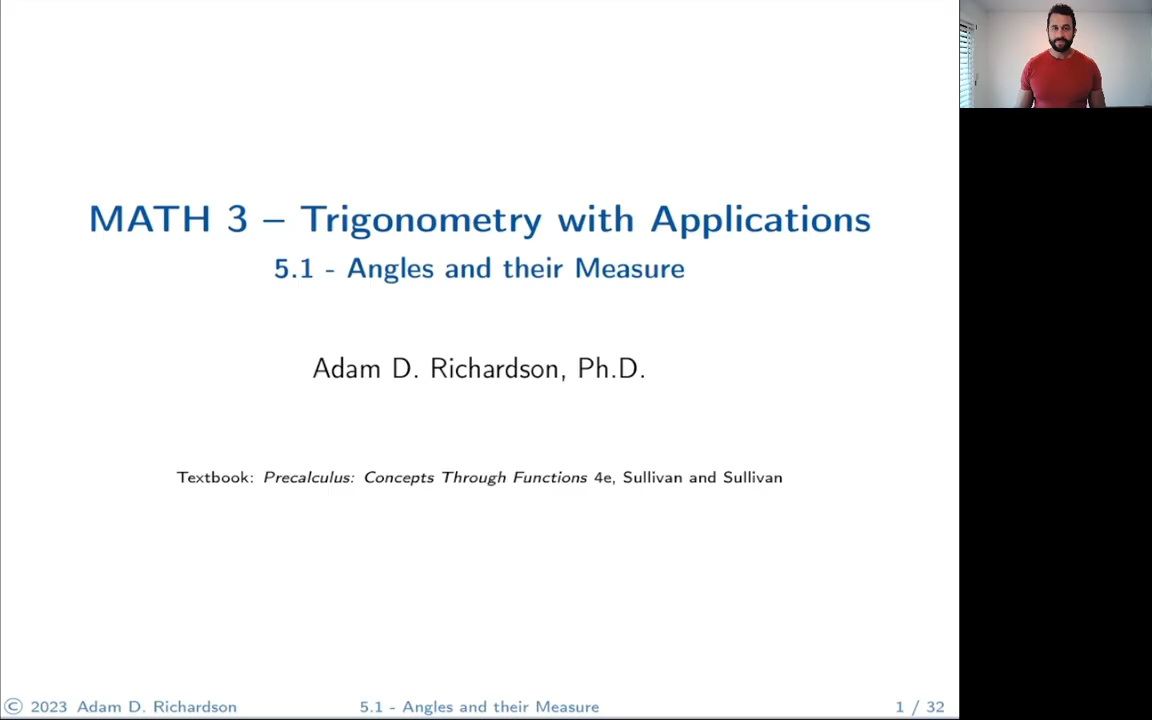 MATH 3 – Trigonometry with Applications
5.1 - Angles and their Measure
Adam D. Richardson, Ph.D.
Textbook: Precalculus: Concepts Through Functions 4e, Sullivan and Sullivan
© 2023 Adam D. Richardson 5.1 - Angles and their Measure 1 / 32